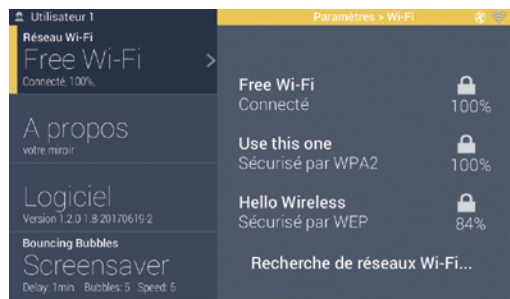 Utilisateur 1
Paramètres > Wi-Fi
Réseau Wi-Fi
Free Wi-Fi >
Connecté, 100%,
A propos
votre miroir
Logiciel
Version 1.2.0-1.8 20170619-2
Bouncing Bubbles
Screensaver
Delay: 1min Bubbles: 5 Speed: 5
Free Wi-Fi
Connecté 100%
Use this one
Sécurisé par WPA2 100%
Hello Wireless
Sécurisé par WEP 84%
Recherche de réseaux Wi-Fi...